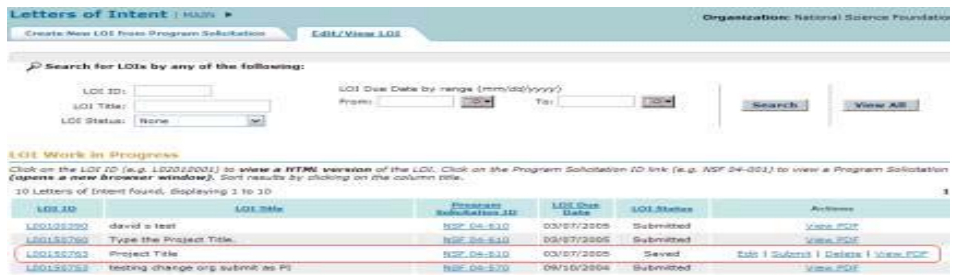 Letters of Intent | MAIN
Organization: National Science Foundation
Create New LOI from Program Solicitation
Edit/View LOI
Search for LOIs by any of the following:
LOI ID:
LOI Due Date by range (mm/dd/yyyy)
LOI Title:
From:
To:
Search
View All
LOI Status:
None
LOI Work in Progress
Click on the LOI ID (e.g. L02012001) to view a HTML version of the LOI. Click on the Program Solicitation ID link (e.g. NSF 04-001) to view a Program Solicitation
(opens a new browser window). Sort results by clicking on the column title.
10 Letters of Intent found, displaying 1 to 10
1
LOI ID LOI Title Program Solicitation ID LOI Due Date LOI Status Actions
david's test NSF 04-610 03/07/2005 Submitted View PDF
L00150760 Type the Project Title. NSF 04-610 03/07/2005 Submitted View PDF
L00150763 Project Title NSF 04-610 03/07/2005 Saved Edit | Submit | Delete | View PDF
L00150753 testing change org submit as PI NSF 04-570 09/10/2004 Submitted View PDF